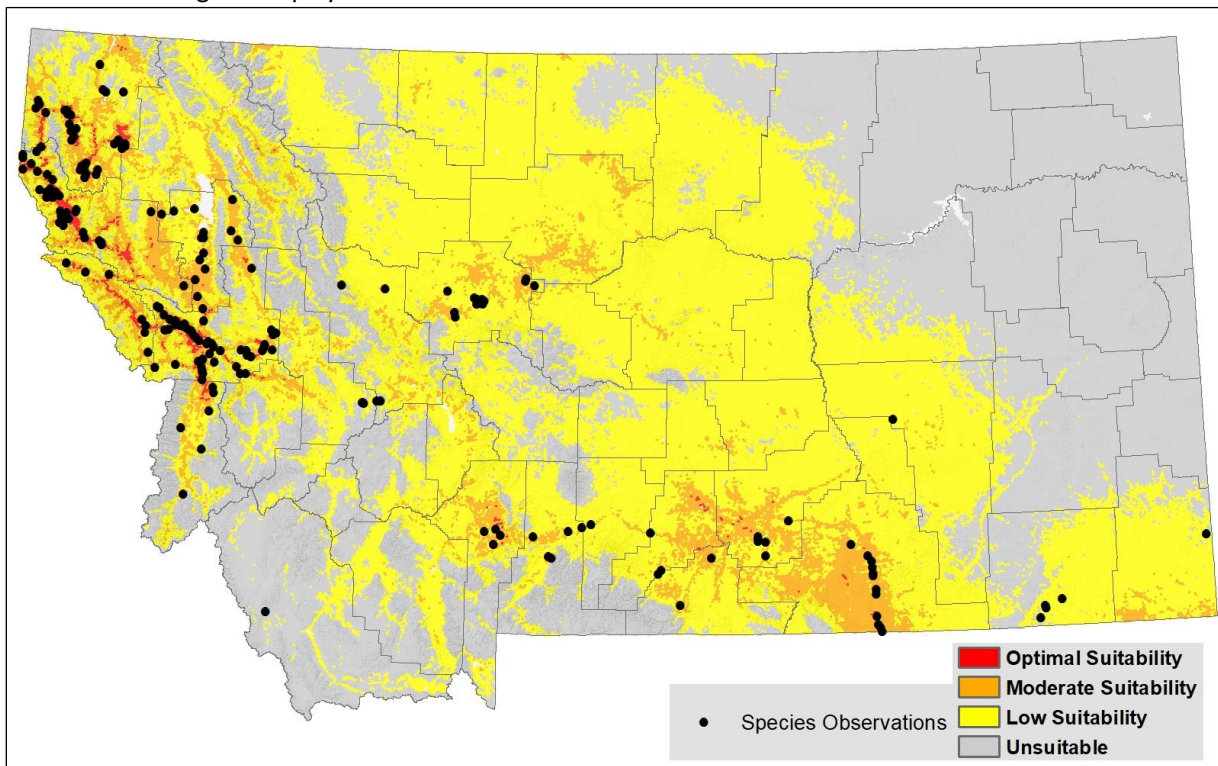 Optimal Suitability
Moderate Suitability
Species Observations
Low Suitability
Unsuitable